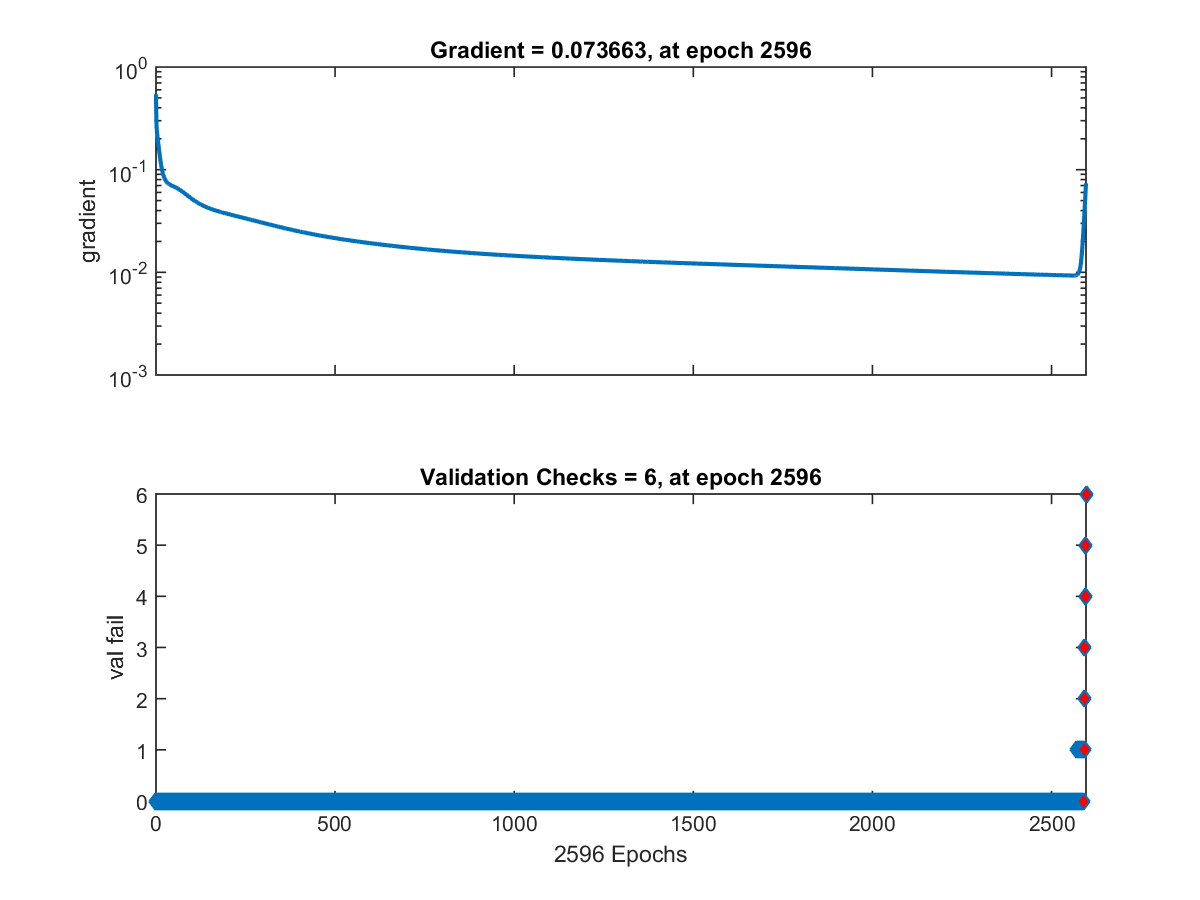 Gradient = 0.073663, at epoch 2596
10^0
10^-1
10^-2
10^-3
gradient
Validation Checks = 6, at epoch 2596
6
5
4
3
2
1
0
val fail
0 500 1000 1500 2000 2500
2596 Epochs